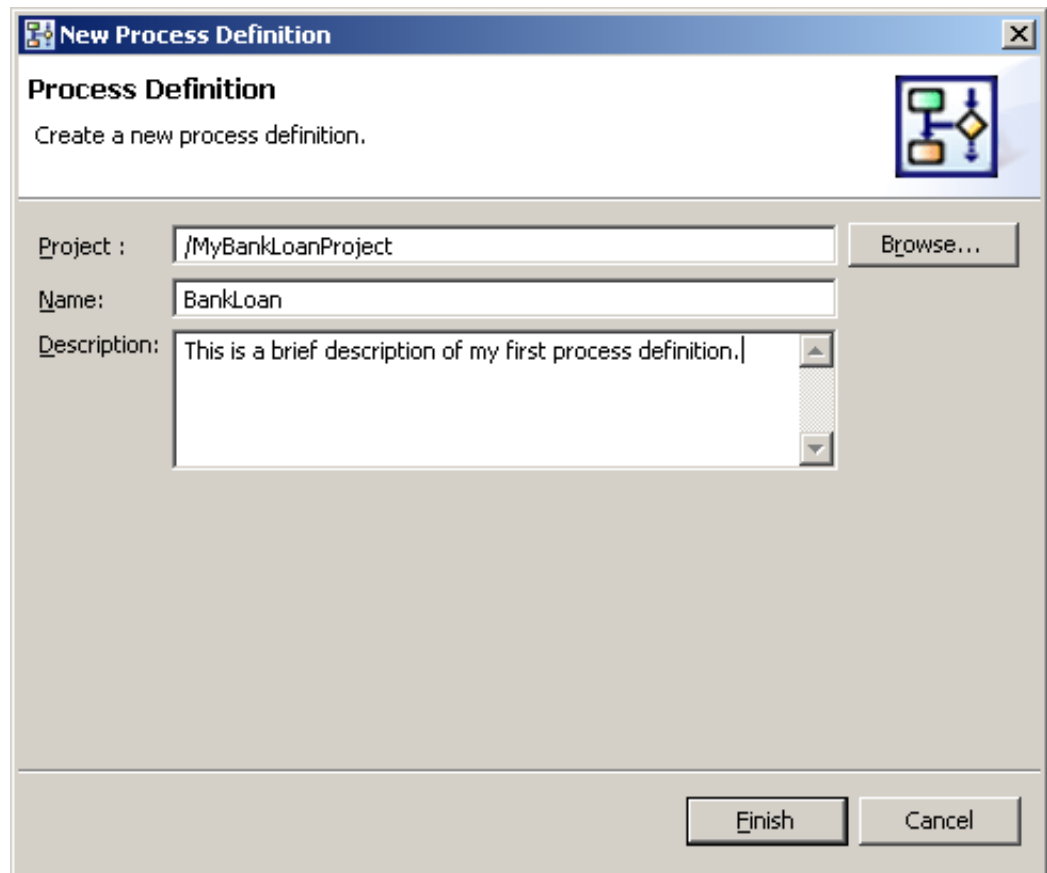 New Process Definition
Process Definition
Create a new process definition.
Project : /MyBankLoanProject Browse...
Name: BankLoan
Description: This is a brief description of my first process definition.
Finish Cancel